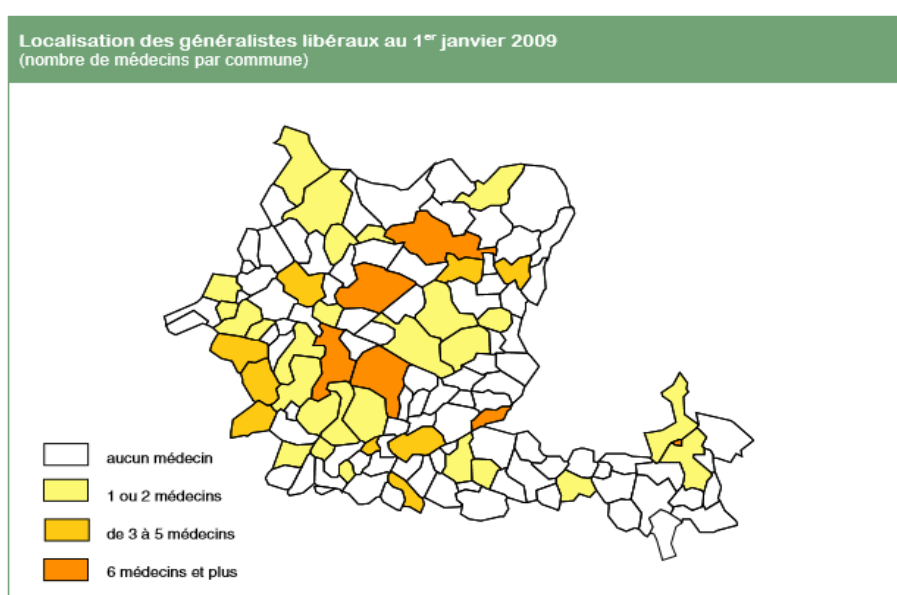 Localisation des généralistes libéraux au 1er janvier 2009
(nombre de médecins par commune)
aucun médecin
1 ou 2 médecins
de 3 à 5 médecins
6 médecins et plus